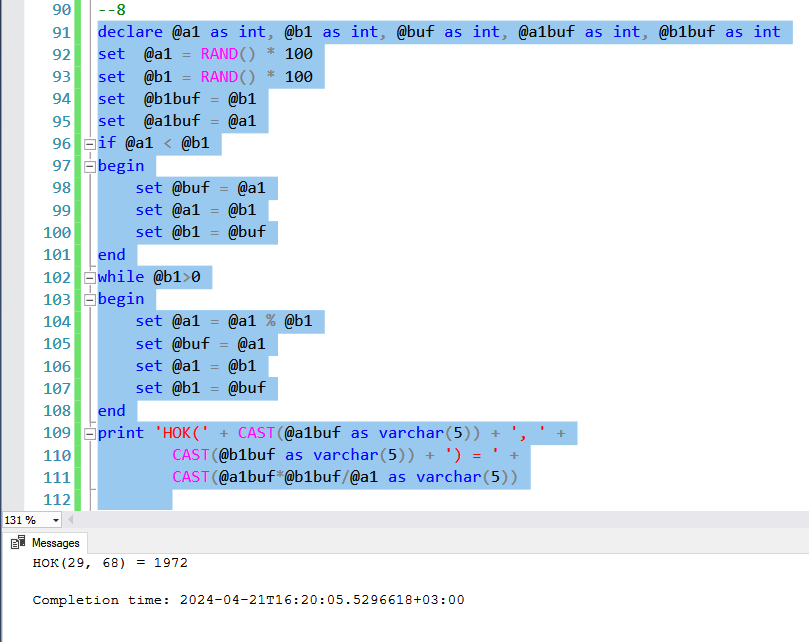 90 --8
91 declare @a1 as int, @b1 as int, @buf as int, @a1buf as int, @b1buf as int
92 set  @a1 = RAND() * 100
93 set  @b1 = RAND() * 100
94 set  @b1buf = @b1
95 set  @a1buf = @a1
96 if @a1 < @b1
97 begin
98     set @buf = @a1
99     set @a1 = @b1
100     set @b1 = @buf
101 end
102 while @b1>0
103 begin
104     set @a1 = @a1 % @b1
105     set @buf = @a1
106     set @a1 = @b1
107     set @b1 = @buf
108 end
109 print 'НОК(' + CAST(@a1buf as varchar(5)) + ', ' +
110         CAST(@b1buf as varchar(5)) + ') = ' +
111         CAST(@a1buf*@b1buf/@a1 as varchar(5))
112
131 %
Messages
НОК(29, 68) = 1972
Completion time: 2024-04-21T16:20:05.5296618+03:00